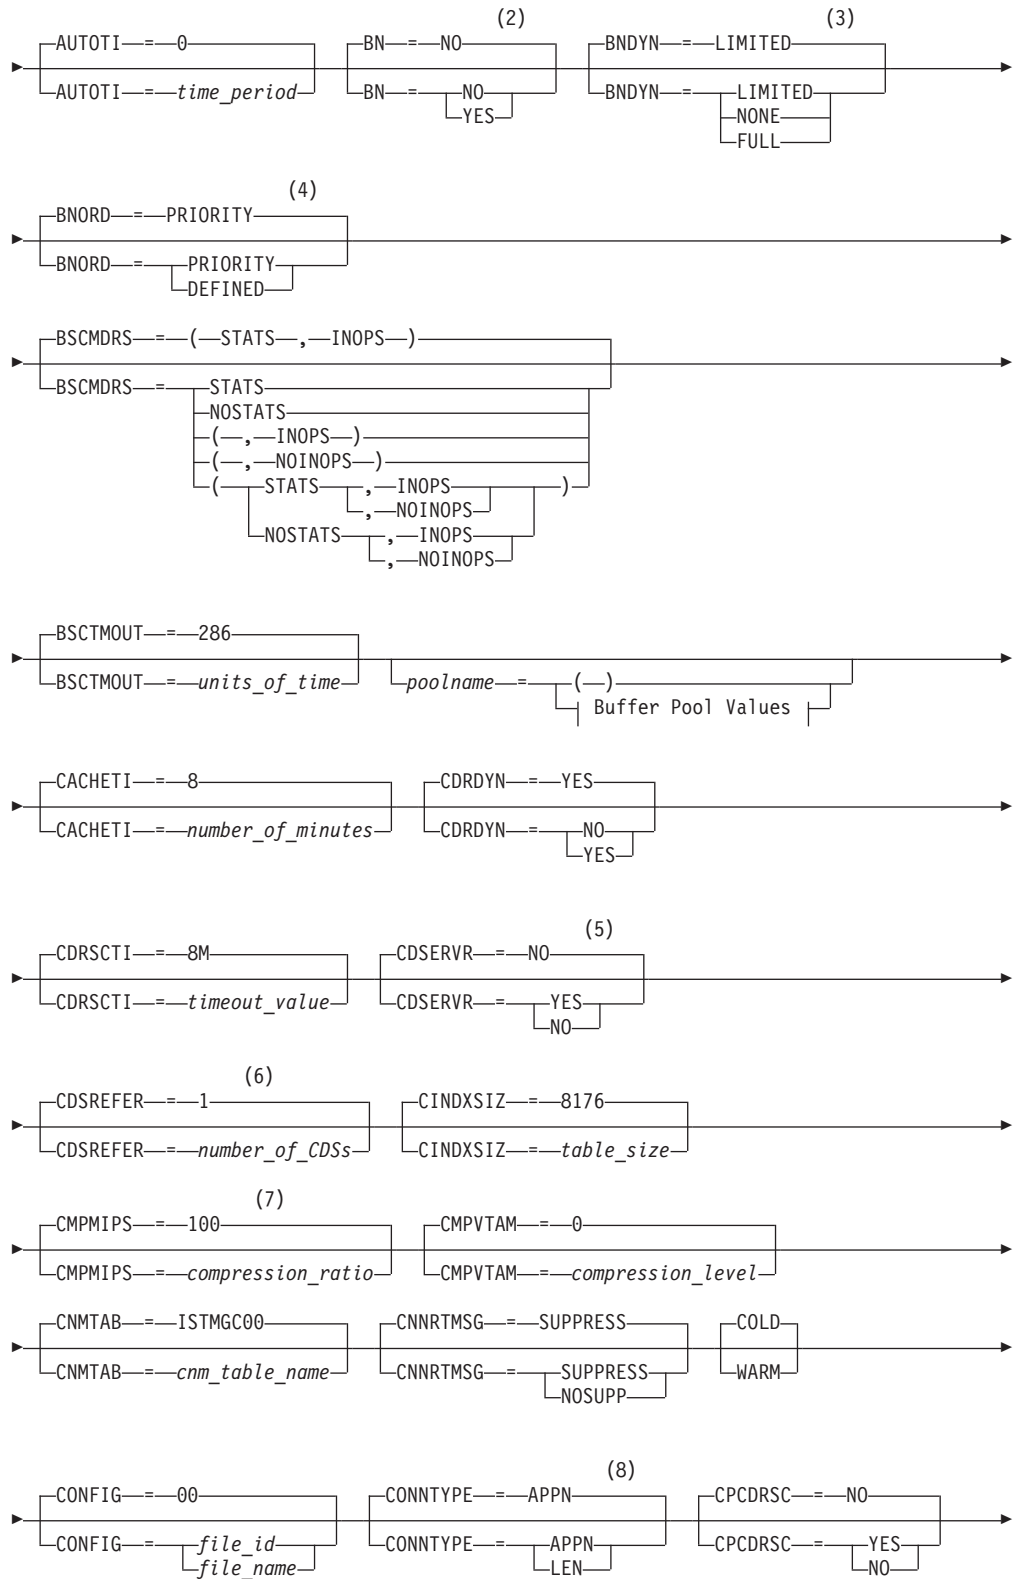 (2) (3)
AUTOTI = 0 BN = NO BNDYN = LIMITED
AUTOTI = time_period BN = NO BNDYN = LIMITED
YES NONE
FULL
(4)
BNORD = PRIORITY
BNORD = PRIORITY
DEFINED
BSCMDRS = ( STATS , INOPS )
BSCMDRS = STATS
NOSTATS
( , INOPS )
( , NOINOPS )
( STATS , INOPS )
, NOINOPS
NOSTATS , INOPS
, NOINOPS
BSCTMOUT = 286
BSCTMOUT = units_of_time poolname = ( )
Buffer Pool Values
CACHETI = 8 CDRDYN = YES
CACHETI = number_of_minutes CDRDYN = NO
YES
(5)
CDRSCTI = 8M CDSERVR = NO
CDRSCTI = timeout_value CDSERVR = YES
NO
(6)
CDSREFER = 1 CINDXSIZ = 8176
CDSREFER = number_of_CDSs CINDXSIZ = table_size
(7)
CMPMIPS = 100 CMPVTAM = 0
CMPMIPS = compression_ratio CMPVTAM = compression_level
CNMTAB = ISTMGC00 CNNRTMSG = SUPPRESS COLD
CNMTAB = cnm_table_name CNNRTMSG = SUPPRESS WARM
NOSUPP
(8)
CONFIG = 00 CONNTYPE = APPN CPCDRSC = NO
CONFIG = file_id CONNTYPE = APPN CPCDRSC = YES
file_name LEN NO